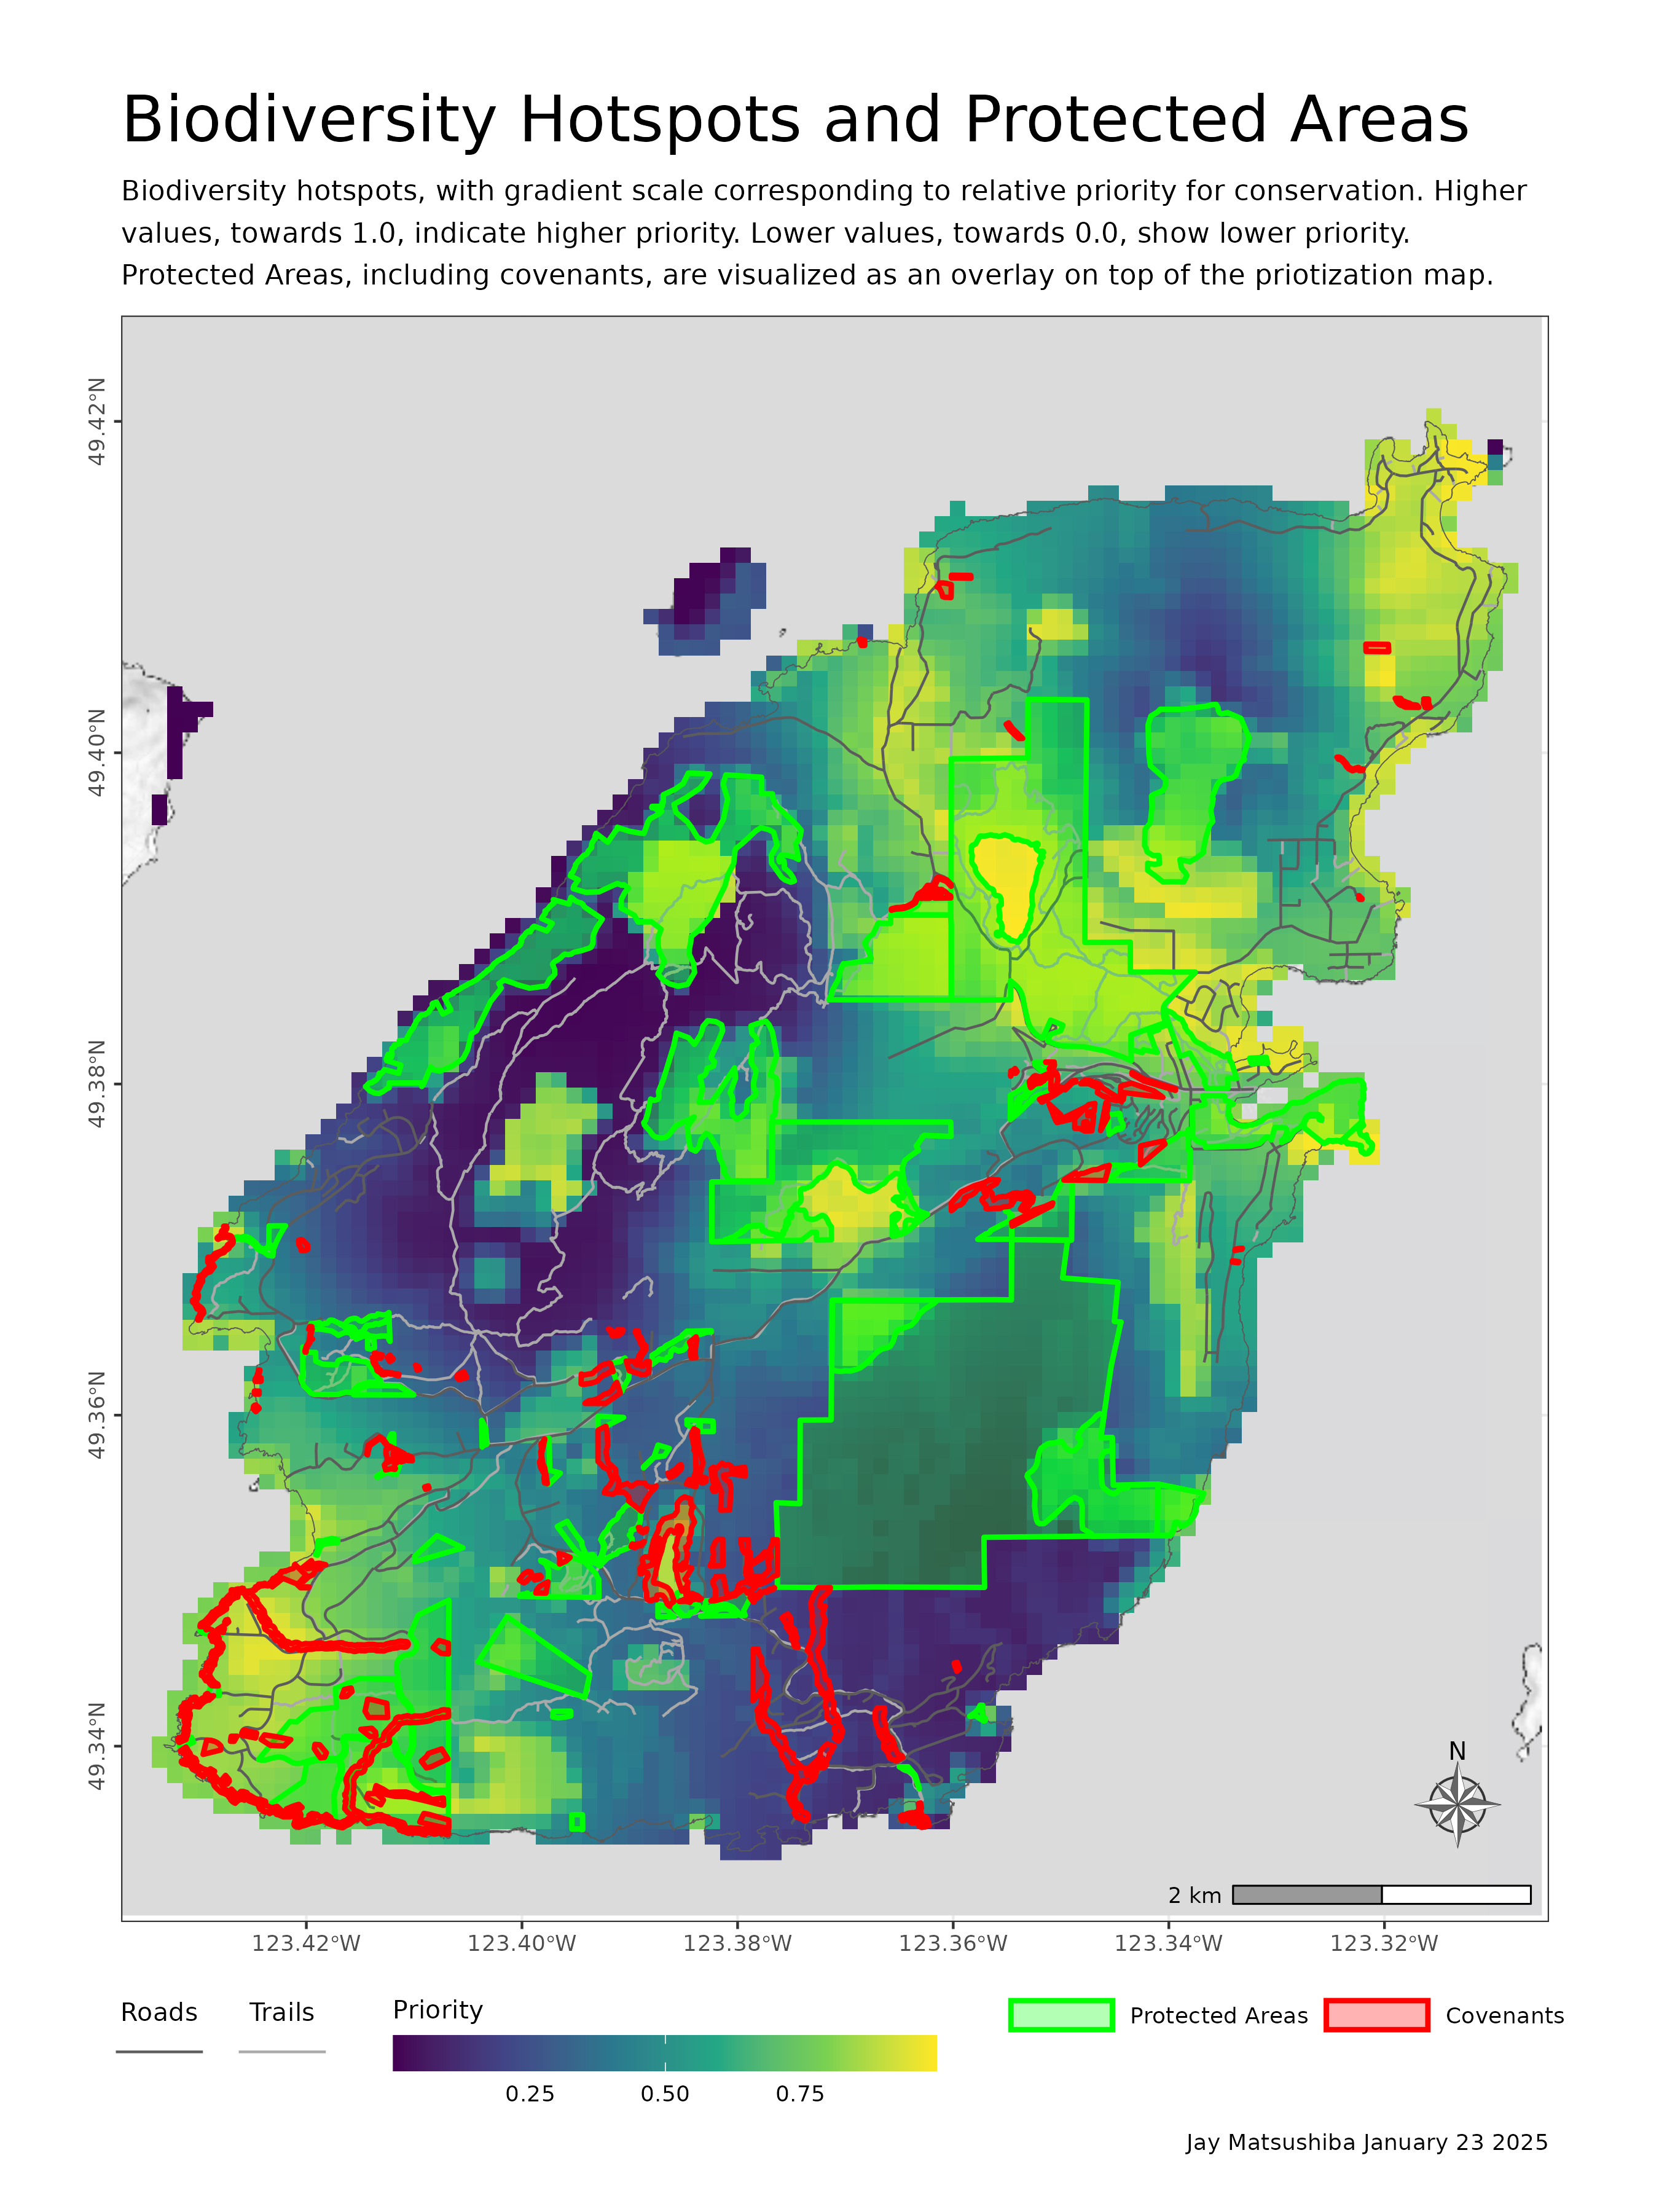 Biodiversity Hotspots and Protected Areas
Biodiversity hotspots, with gradient scale corresponding to relative priority for conservation. Higher
values, towards 1.0, indicate higher priority. Lower values, towards 0.0, show lower priority.
Protected Areas, including covenants, are visualized as an overlay on top of the priotization map.
49.42°N
49.40°N
49.38°N
49.36°N
49.34°N
N
2 km
123.42°W 123.40°W 123.38°W 123.36°W 123.34°W 123.32°W
Roads Trails
Priority
0.25 0.50 0.75
Protected Areas
Covenants
Jay Matsushiba January 23 2025